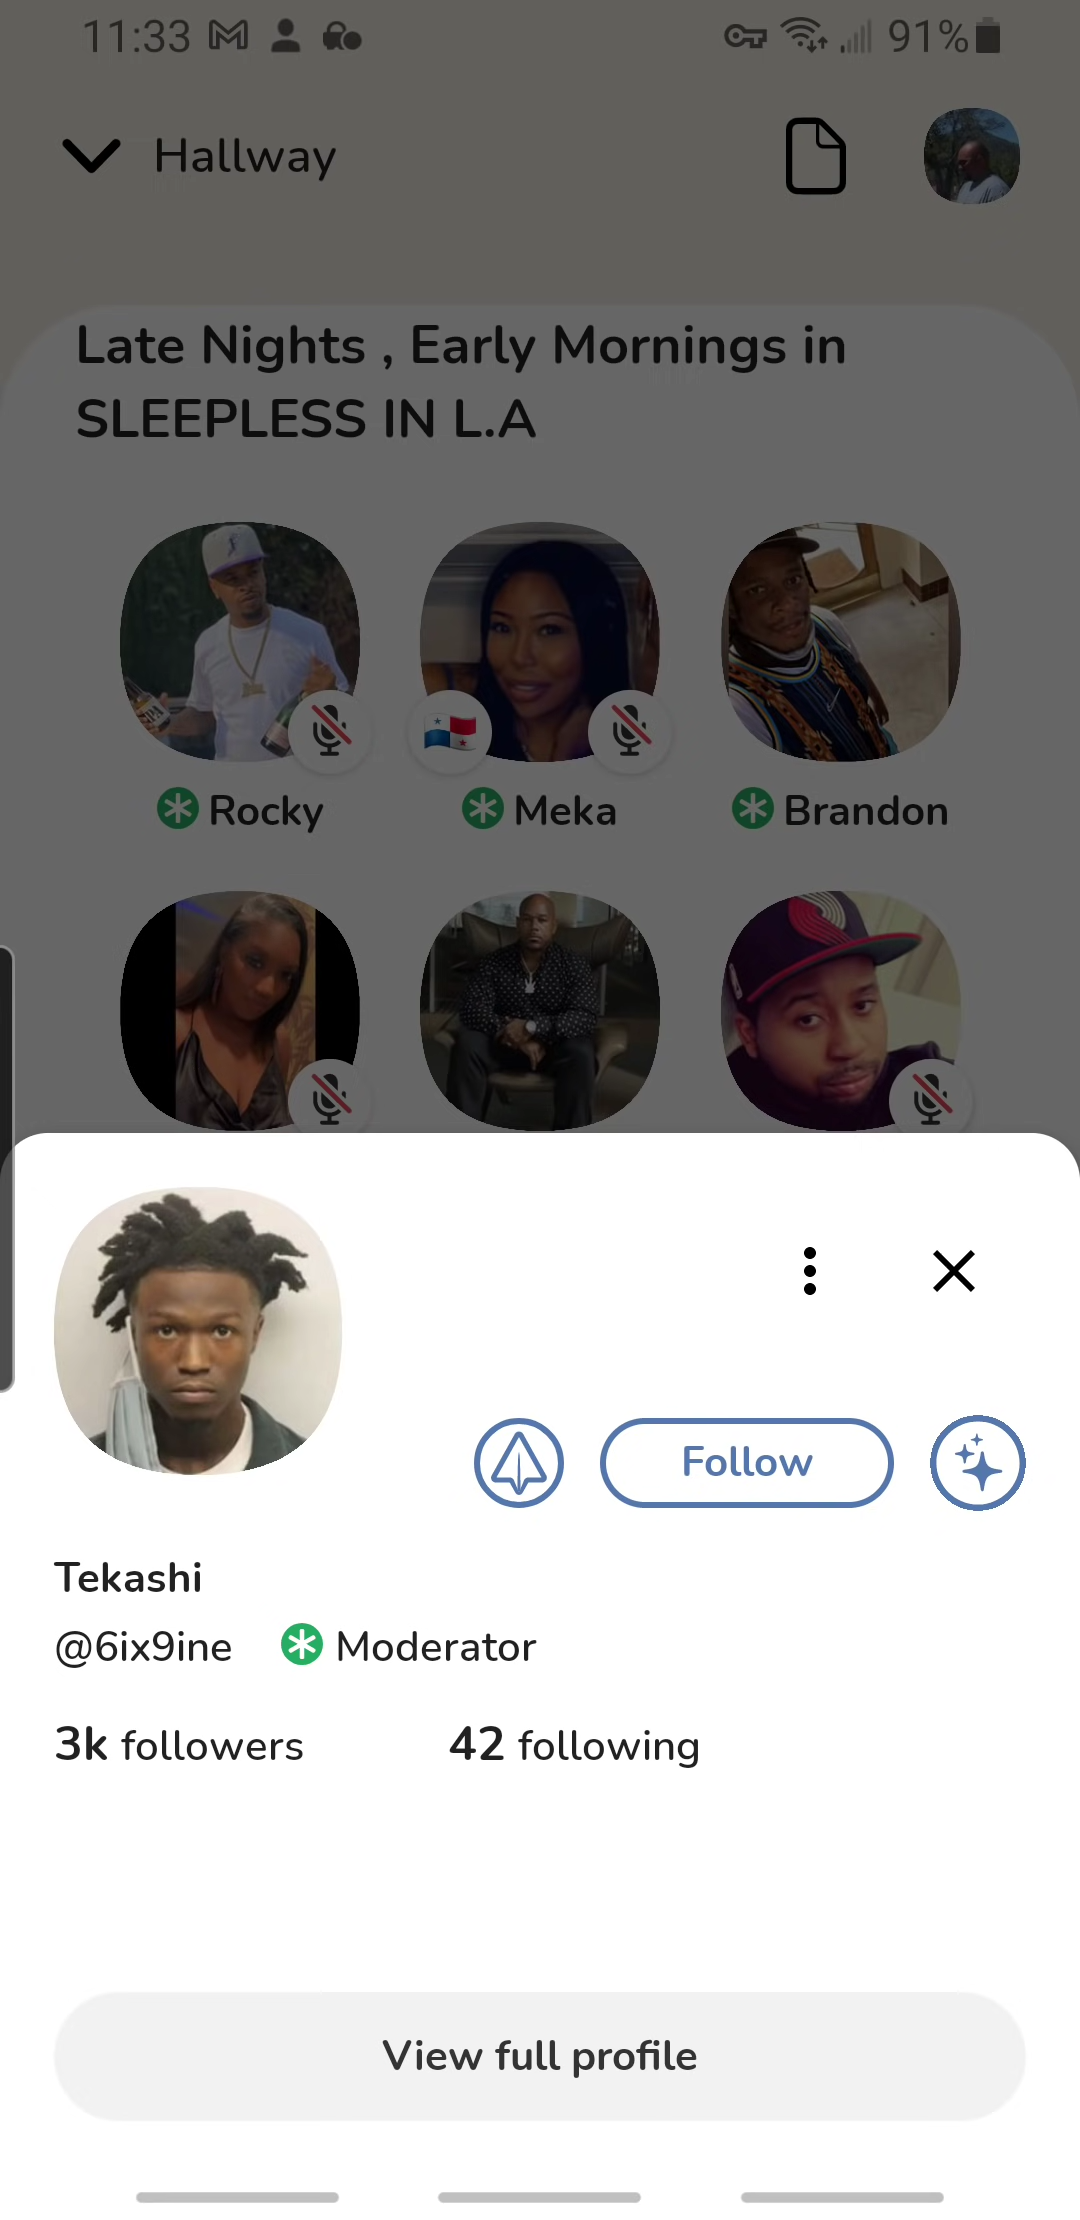 11:33 91%
Hallway
Late Nights , Early Mornings in
SLEEPLESS IN L.A
Rocky Meka Brandon
Follow
Tekashi
@6ix9ine Moderator
3k followers 42 following
View full profile